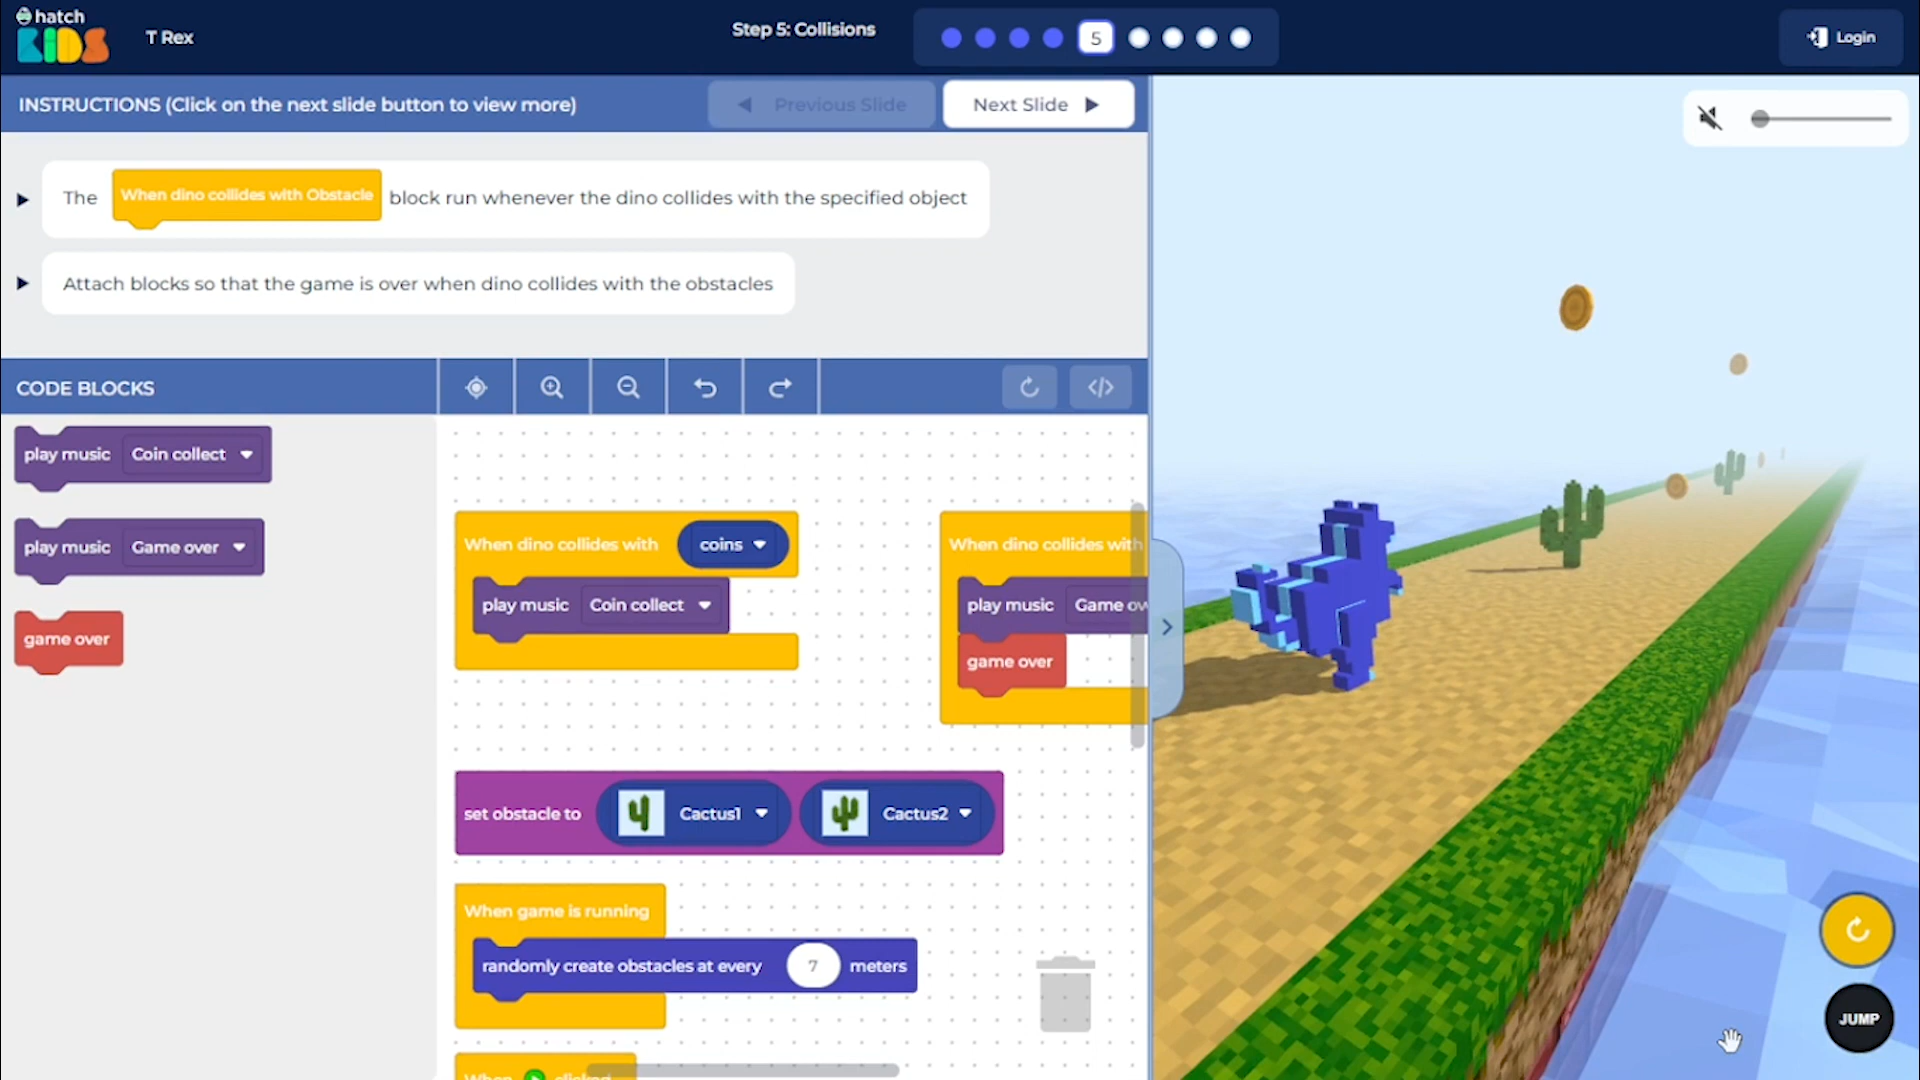 hatch
KIDS
T Rex
Step 5: Collisions
5
Login
INSTRUCTIONS (Click on the next slide button to view more)
Previous Slide
Next Slide
The When dino collides with Obstacle block run whenever the dino collides with the specified object
Attach blocks so that the game is over when dino collides with the obstacles
CODE BLOCKS
play music Coin collect
play music Game over
game over
When dino collides with coins
play music Coin collect
When dino collides with
play music Game ov
game over
set obstacle to Cactus1 Cactus2
When game is running
randomly create obstacles at every 7 meters
When clicked
JUMP